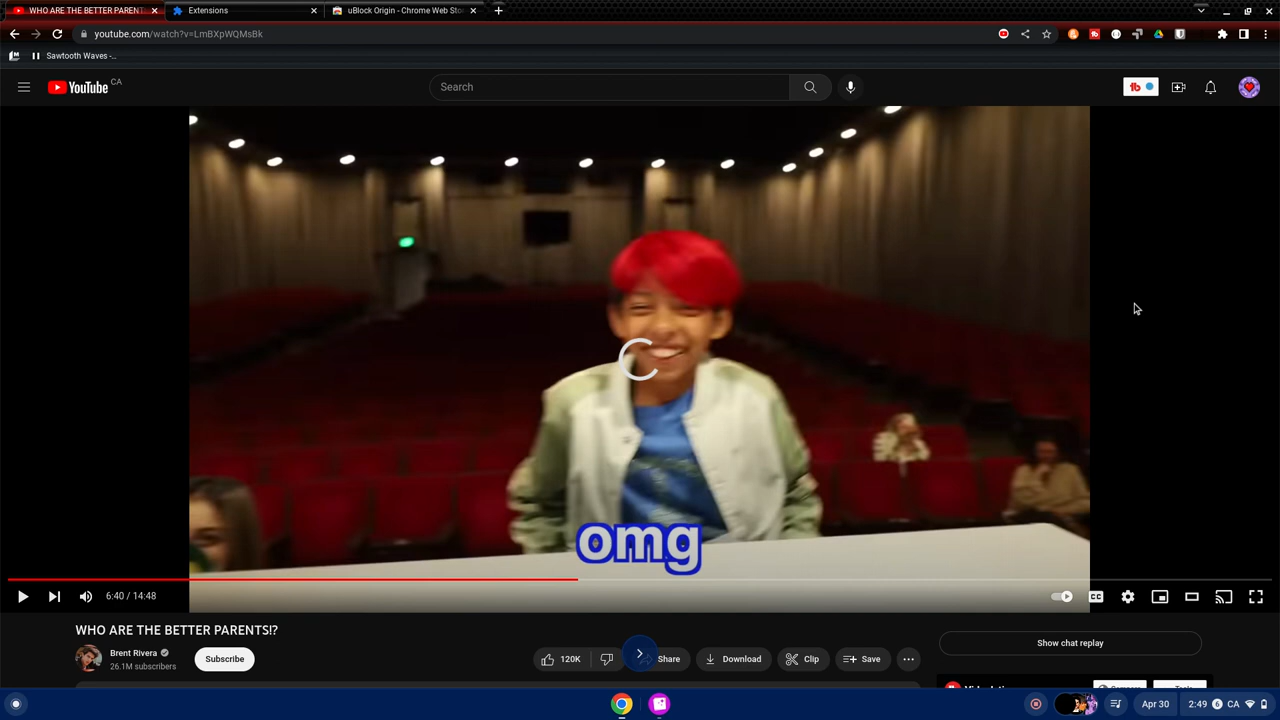 WHO ARE THE BETTER PARENT
Extensions
uBlock Origin - Chrome Web Sto
youtube.com/watch?v=LmBXpWQMsBk
Sawtooth Waves -...
YouTube CA
Search
omg
6:40 / 14:48
CC
WHO ARE THE BETTER PARENTS!?
Brent Rivera
26.1M subscribers
Subscribe
120K
Share
Download
Clip
Save
Show chat replay
Apr 30
2:49
6
CA